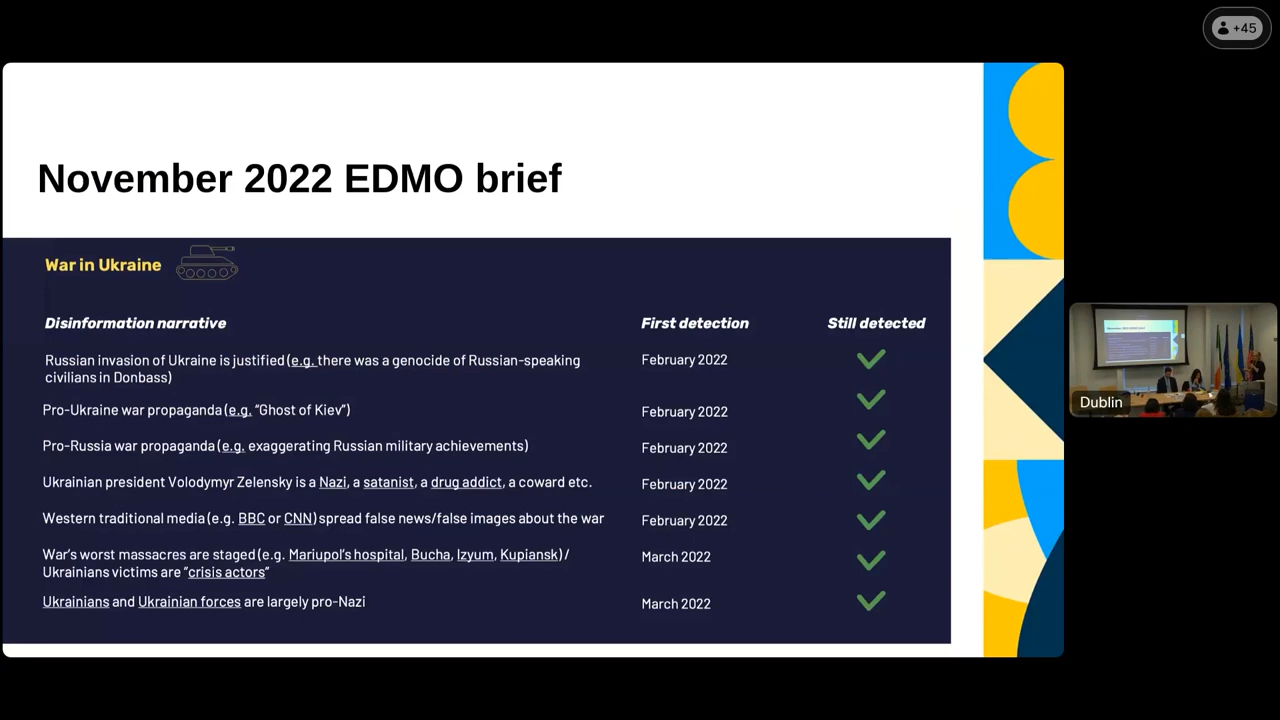 +45
November 2022 EDMO brief
War in Ukraine
Disinformation narrative First detection Still detected
Russian invasion of Ukraine is justified (e.g. there was a genocide of Russian-speaking
civilians in Donbass) February 2022
Pro-Ukraine war propaganda (e.g. “Ghost of Kiev”) February 2022
Pro-Russia war propaganda (e.g. exaggerating Russian military achievements) February 2022
Ukrainian president Volodymyr Zelensky is a Nazi, a satanist, a drug addict, a coward etc. February 2022
Western traditional media (e.g. BBC or CNN) spread false news/false images about the war February 2022
War’s worst massacres are staged (e.g. Mariupol’s hospital, Bucha, Izyum, Kupiansk) /
Ukrainians victims are “crisis actors” March 2022
Ukrainians and Ukrainian forces are largely pro-Nazi March 2022
Dublin